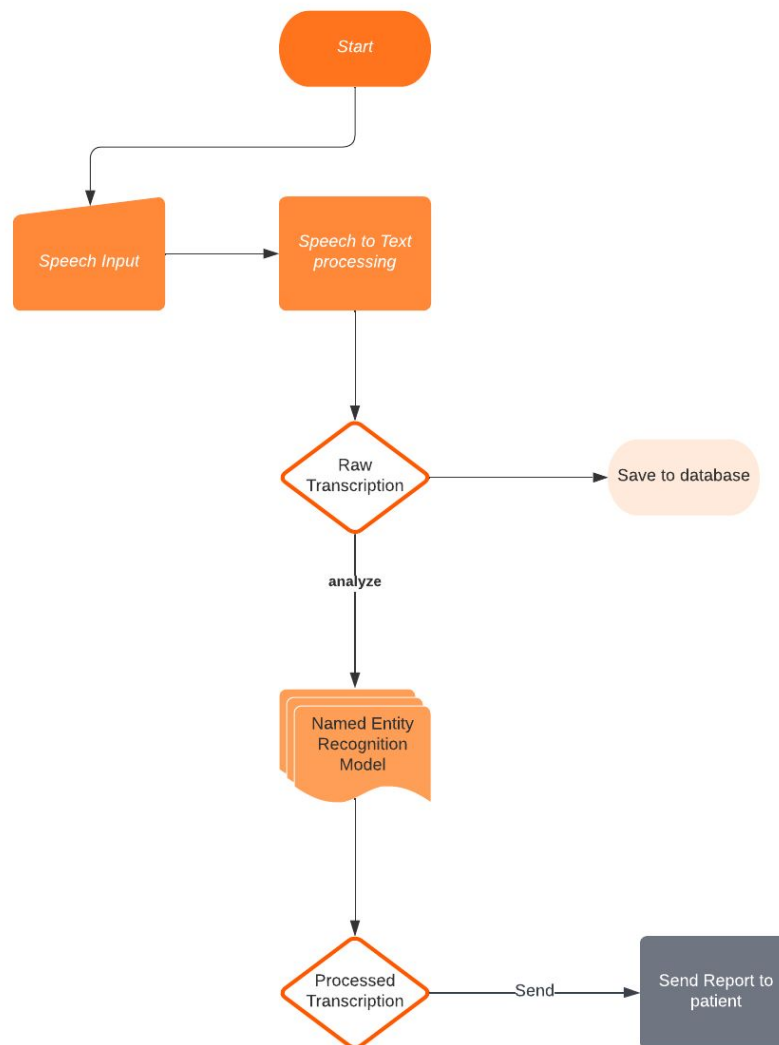 Start
Speech Input
Speech to Text
processing
Raw
Transcription
Save to database
analyze
Named Entity
Recognition
Model
Processed
Transcription
Send
Send Report to
patient